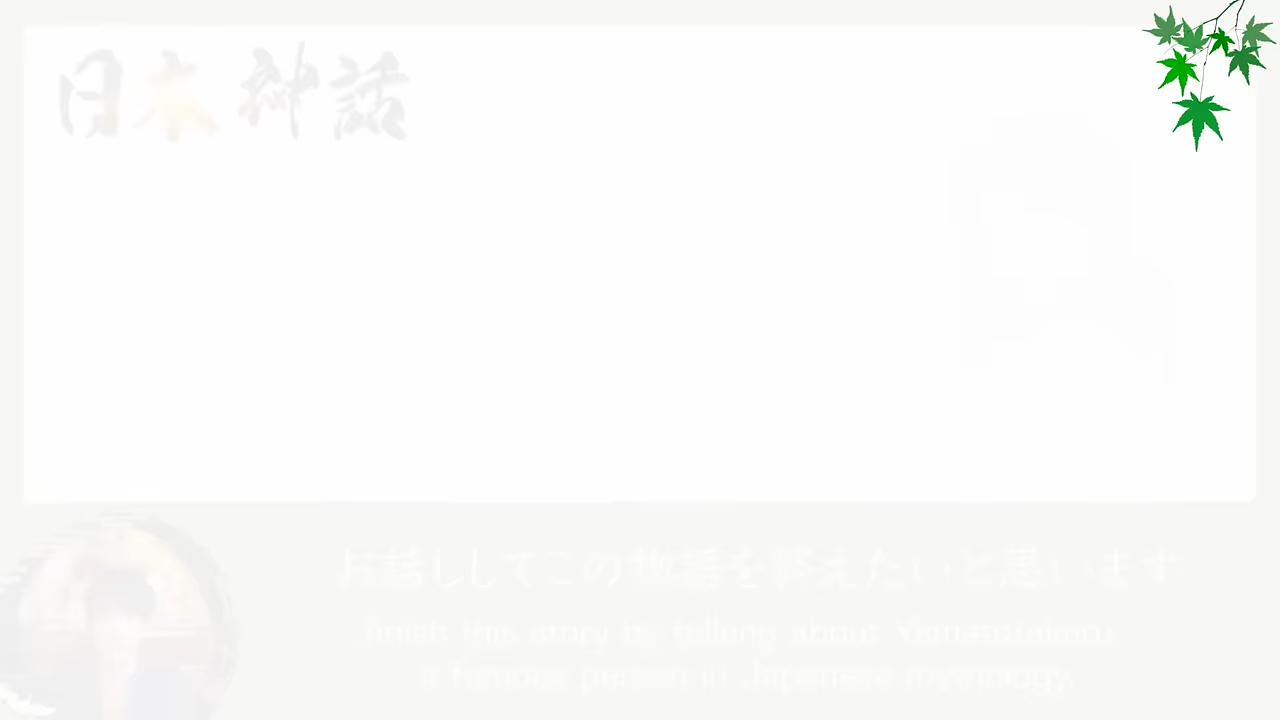 日本神話
お話ししてこの物語を終えたいと思います
finish this story by telling about Yamatotakeru,
a famous person in Japanese mythology.